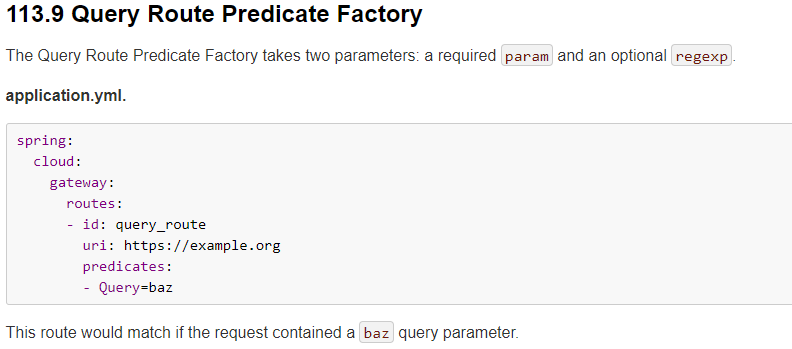 113.9 Query Route Predicate Factory
The Query Route Predicate Factory takes two parameters: a required param and an optional regexp.
application.yml.
spring:
  cloud:
    gateway:
      routes:
      - id: query_route
        uri: https://example.org
        predicates:
        - Query=baz
This route would match if the request contained a baz query parameter.